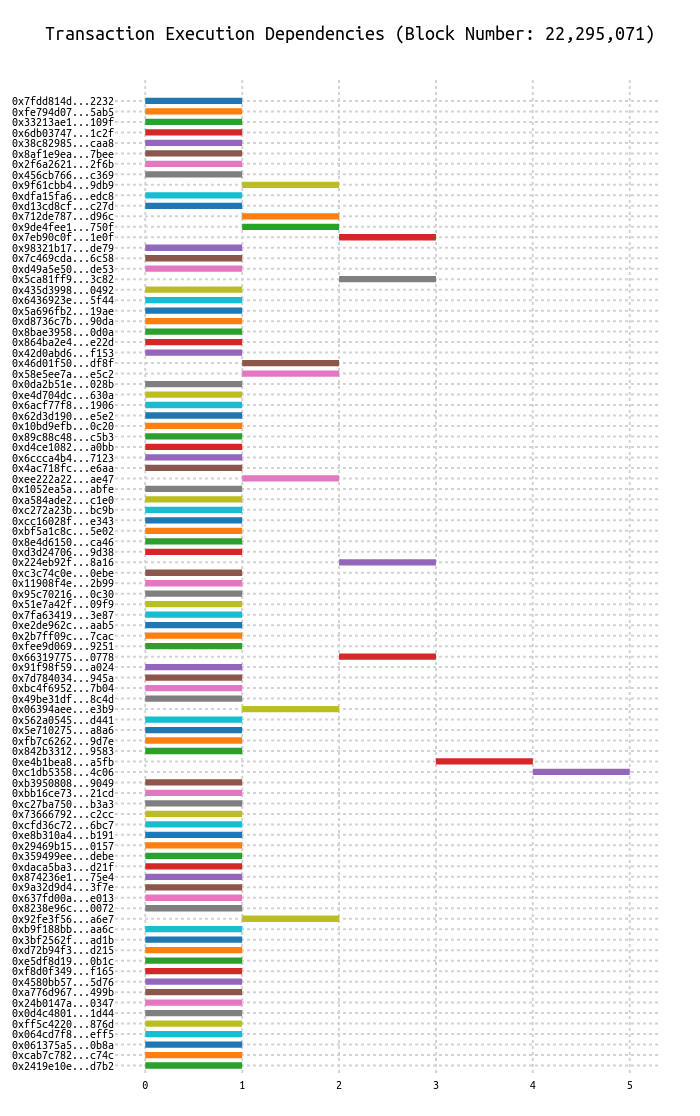 Transaction Execution Dependencies (Block Number: 22,295,071)
0x7fdd814d...2232
0xfe794d07...5ab5
0x33213ae1...109f
0x6db03747...1c2f
0x38c82985...caa8
0x8af1e9ea...7bee
0x2f6a2621...2f6b
0x456cb766...c369
0x9f61cbb4...9db9
0xdfa15fa6...edc8
0xd13cd8cf...c27d
0x712de787...d96c
0x9de4fee1...750f
0x7eb90c0f...1e0f
0x98321b17...de79
0x7c469cda...6c58
0xd49a5e50...de53
0x5ca81ff9...3c82
0x435d3998...0492
0x6436923e...5f44
0x5a696fb2...19ae
0xd8736c7b...90da
0x8bae3958...0d0a
0x864ba2e4...e22d
0x42d0abd6...f153
0x46d01f50...df8f
0x58e5ee7a...e5c2
0x0da2b51e...028b
0xe4d704dc...630a
0x6acf77f8...1906
0x62d3d190...e5e2
0x10bd9efb...0c20
0x89c88c48...c5b3
0xd4ce1082...a0bb
0x6ccca4b4...7123
0x4ac718fc...e6aa
0xee222a22...ae47
0x1052ea5a...abfe
0xa584ade2...c1e0
0xc272a23b...bc9b
0xcc16028f...e343
0xbf5a1c8c...5e02
0x8e4d6150...ca46
0xd3d24706...9d38
0x224eb92f...8a16
0xc3c74c0e...0ebe
0x11908f4e...2b99
0x95c70216...0c30
0x51e7a42f...09f9
0x7fa63419...3e87
0xe2de962c...aab5
0x2b7ff09c...7cac
0xfee9d069...9251
0x66319775...0778
0x91f98f59...a024
0x7d784034...945a
0xbc4f6952...7b04
0x49be31df...8c4d
0x06394aee...e3b9
0x562a0545...d441
0x5e710275...a8a6
0xfb7c6262...9d7e
0x842b3312...9583
0xe4b1bea8...a5fb
0xc1db5358...4c06
0xb3950808...9049
0xbb16ce73...21cd
0xc27ba750...b3a3
0x73666792...c2cc
0xcfd36c72...6bc7
0xe8b310a4...b191
0x29469b15...0157
0x359499ee...debe
0xdaca5ba3...d21f
0x874236e1...75e4
0x9a32d9d4...3f7e
0x637fd00a...e013
0x8238e96c...0072
0x92fe3f56...a6e7
0xb9f188bb...aa6c
0x3bf2562f...ad1b
0xd72b94f3...d215
0xe5df8d19...0b1c
0xf8d0f349...f165
0x4580bb57...5d76
0xa776d967...499b
0x24b0147a...0347
0x0d4c4801...1d44
0xff5c4220...876d
0x064cd7f8...eff5
0x061375a5...0b8a
0xcab7c782...c74c
0x2419e10e...d7b2
0 1 2 3 4 5